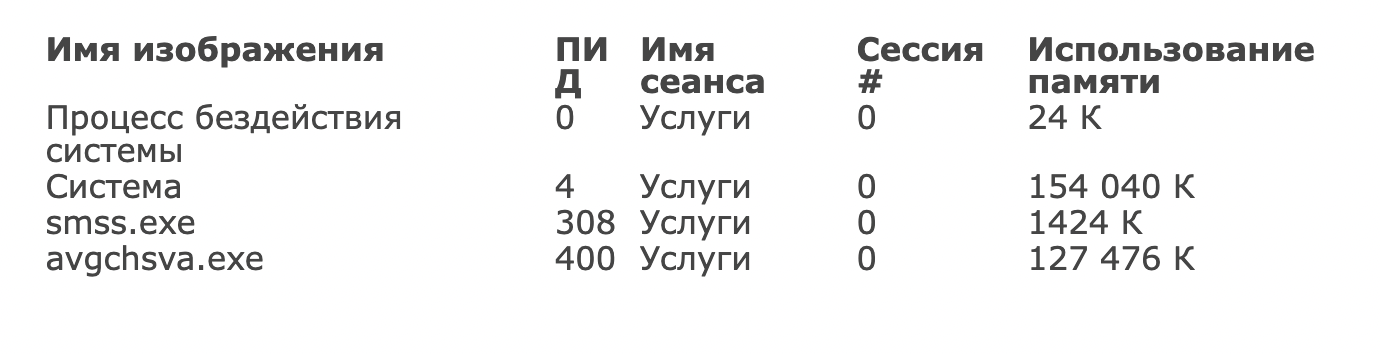 Имя изображения ПИД Имя сеанса Сессия # Использование памяти
Процесс бездействия системы 0 Услуги 0 24 К
Система 4 Услуги 0 154 040 К
smss.exe 308 Услуги 0 1424 К
avgchsva.exe 400 Услуги 0 127 476 К